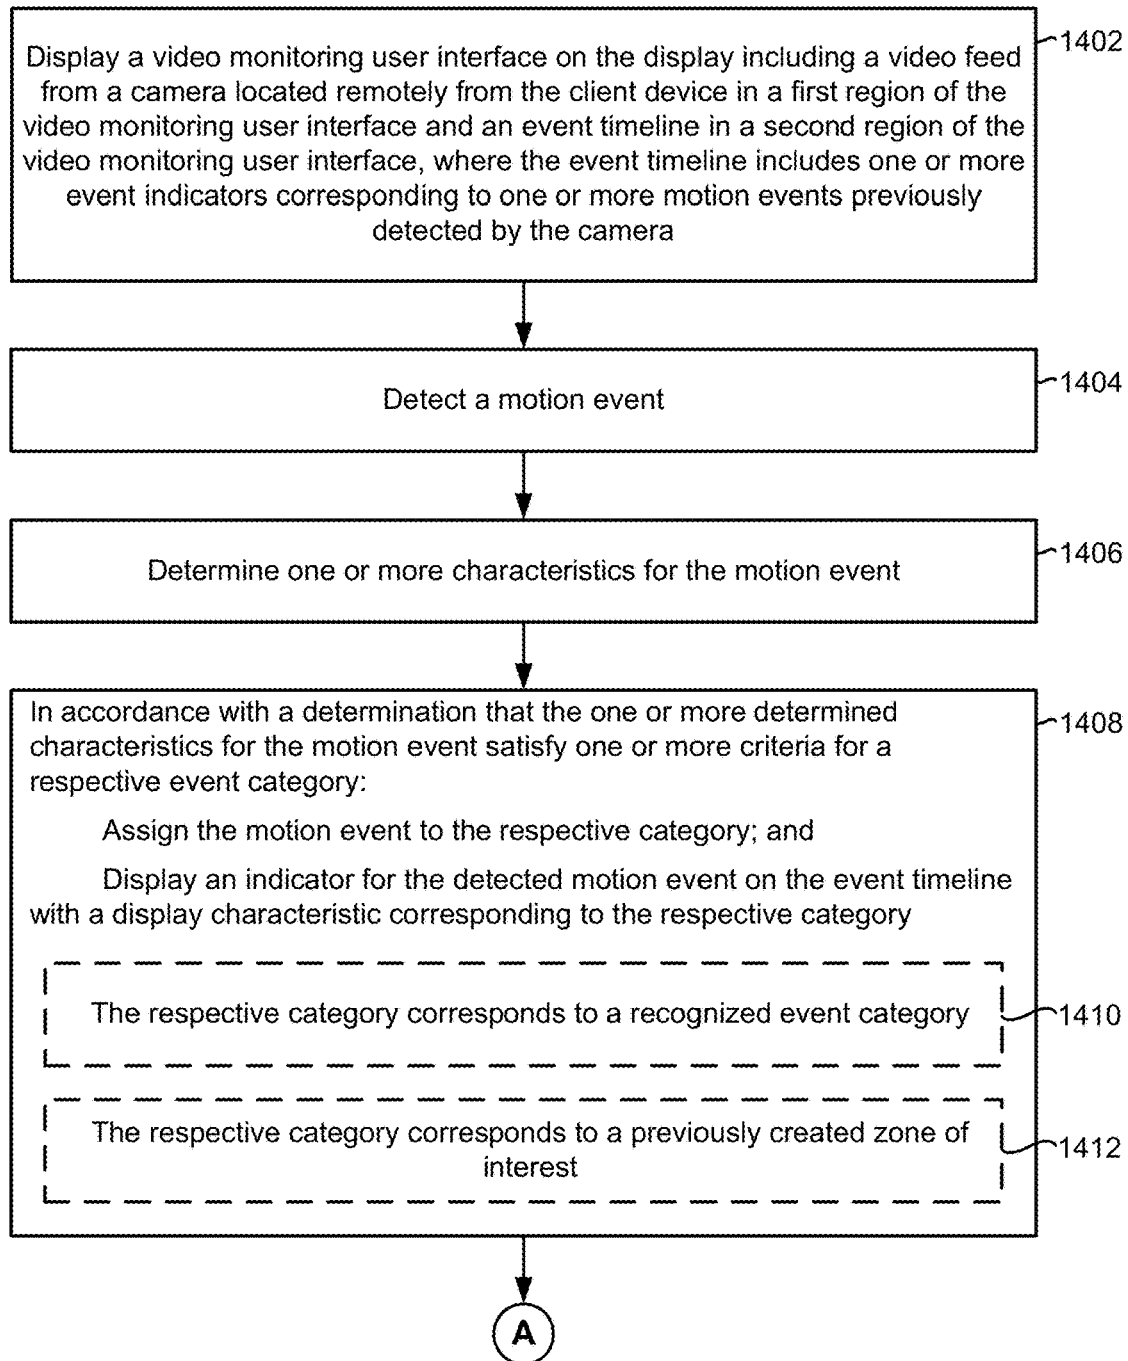 Display a video monitoring user interface on the display including a video feed
from a camera located remotely from the client device in a first region of the
video monitoring user interface and an event timeline in a second region of the
video monitoring user interface, where the event timeline includes one or more
event indicators corresponding to one or more motion events previously
detected by the camera
1402
Detect a motion event
1404
Determine one or more characteristics for the motion event
1406
In accordance with a determination that the one or more determined
characteristics for the motion event satisfy one or more criteria for a
respective event category:
1408
Assign the motion event to the respective category; and
Display an indicator for the detected motion event on the event timeline
with a display characteristic corresponding to the respective category
The respective category corresponds to a recognized event category
1410
The respective category corresponds to a previously created zone of
interest
1412
A